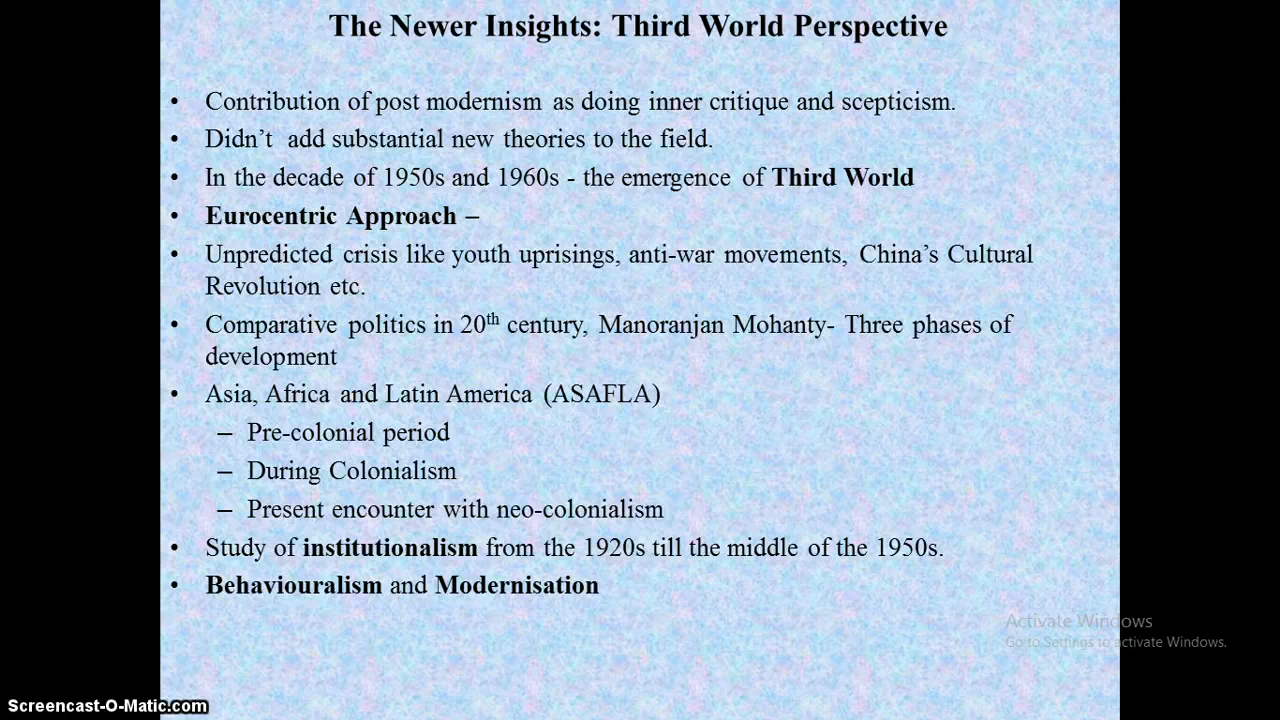 The Newer Insights: Third World Perspective
• Contribution of post modernism as doing inner critique and scepticism.
• Didn't add substantial new theories to the field.
• In the decade of 1950s and 1960s - the emergence of Third World
• Eurocentric Approach –
• Unpredicted crisis like youth uprisings, anti-war movements, China's Cultural
Revolution etc.
• Comparative politics in 20th century, Manoranjan Mohanty- Three phases of
development
• Asia, Africa and Latin America (ASAFLA)
– Pre-colonial period
– During Colonialism
– Present encounter with neo-colonialism
• Study of institutionalism from the 1920s till the middle of the 1950s.
• Behaviouralism and Modernisation
Activate Windows
Go to Settings to activate Windows.
Screencast-O-Matic.com